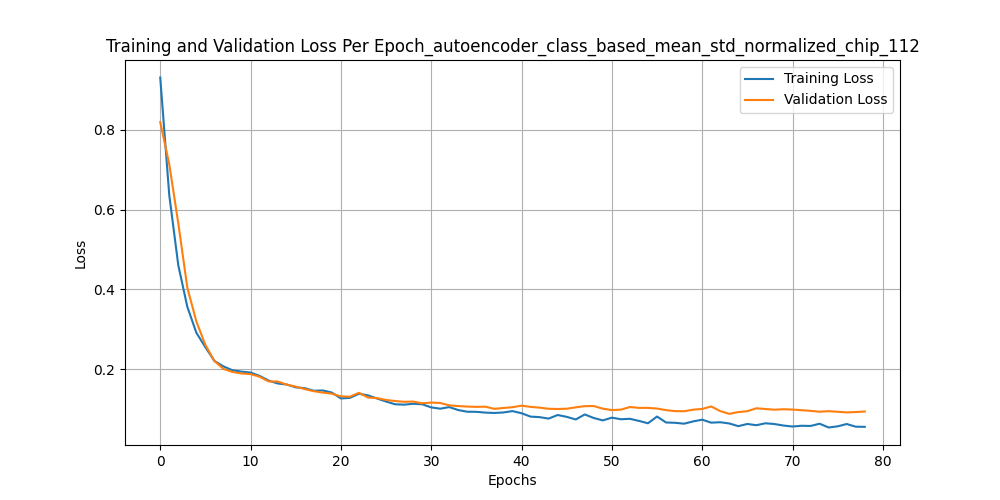 Training and Validation Loss Per Epoch_autoencoder_class_based_mean_std_normalized_chip_112
Training Loss
Validation Loss
0.8
0.6
0.4
0.2
Loss
0 10 20 30 40 50 60 70 80
Epochs